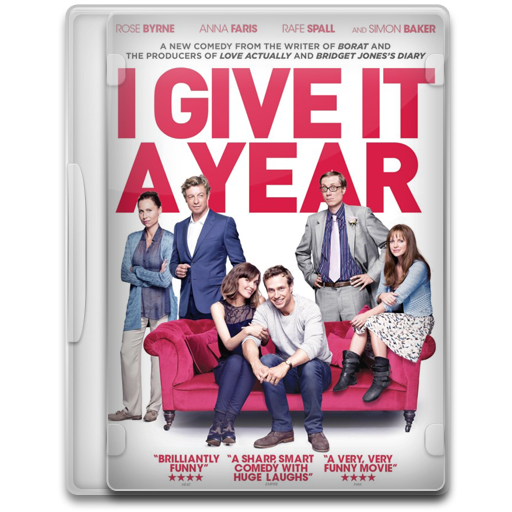 ROSE BYRNE ANNA FARIS RAFE SPALL AND SIMON BAKER
A NEW COMEDY FROM THE WRITER OF BORAT AND
THE PRODUCERS OF LOVE ACTUALLY AND BRIDGET JONES'S DIARY
I GIVE IT
A YEAR
"BRILLIANTLY
FUNNY"
★★★★
"A SHARP, SMART
COMEDY WITH
HUGE LAUGHS"
"A VERY, VERY
FUNNY MOVIE"
★★★★